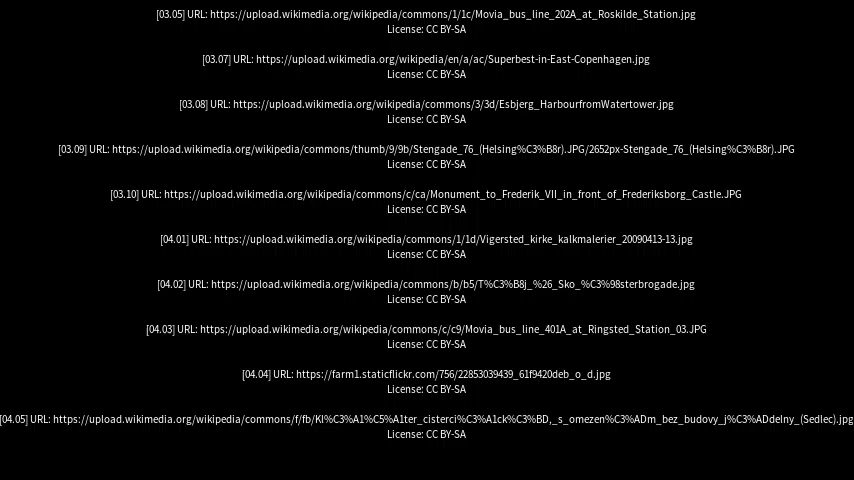 [03.05] URL: https://upload.wikimedia.org/wikipedia/commons/1/1c/Movia_bus_line_202A_at_Roskilde_Station.jpg
License: CC BY-SA
[03.07] URL: https://upload.wikimedia.org/wikipedia/en/a/ac/Superbest-in-East-Copenhagen.jpg
License: CC BY-SA
[03.08] URL: https://upload.wikimedia.org/wikipedia/commons/3/3d/Esbjerg_HarbourfromWatertower.jpg
License: CC BY-SA
[03.09] URL: https://upload.wikimedia.org/wikipedia/commons/thumb/9/9b/Stengade_76_(Helsing%C3%B8r).JPG/2652px-Stengade_76_(Helsing%C3%B8r).JPG
License: CC BY-SA
[03.10] URL: https://upload.wikimedia.org/wikipedia/commons/c/ca/Monument_to_Frederik_VII_in_front_of_Frederiksborg_Castle.JPG
License: CC BY-SA
[04.01] URL: https://upload.wikimedia.org/wikipedia/commons/1/1d/Vigersted_kirke_kalkmalerier_20090413-13.jpg
License: CC BY-SA
[04.02] URL: https://upload.wikimedia.org/wikipedia/commons/b/b5/T%C3%B8j_%26_Sko_%C3%98sterbrogade.jpg
License: CC BY-SA
[04.03] URL: https://upload.wikimedia.org/wikipedia/commons/c/c9/Movia_bus_line_401A_at_Ringsted_Station_03.JPG
License: CC BY-SA
[04.04] URL: https://farm1.staticflickr.com/756/22853039439_61f9420deb_o_d.jpg
License: CC BY-SA
[04.05] URL: https://upload.wikimedia.org/wikipedia/commons/f/fb/Kl%C3%A1%C5%A1ter_cisterci%C3%A1ck%C3%BD,_s_omezen%C3%ADm_bez_budovy_j%C3%ADdelny_(Sedlec).jpg
License: CC BY-SA